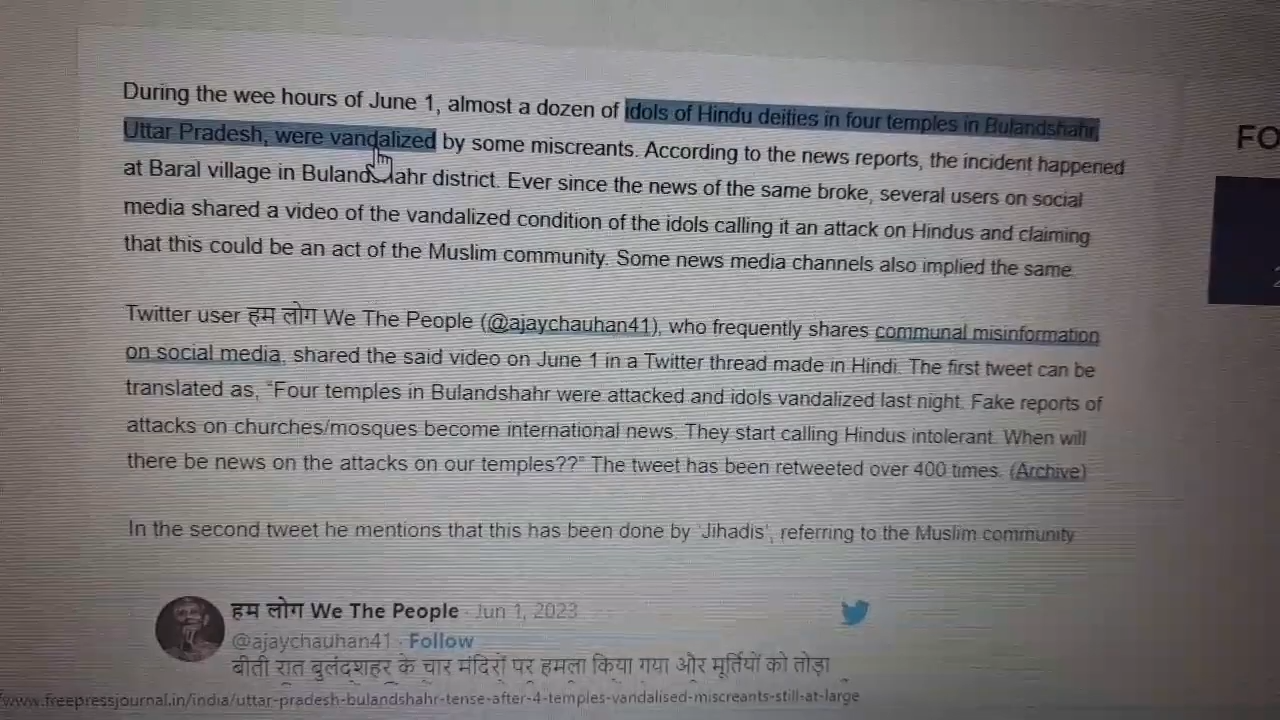 During the wee hours of June 1, almost a dozen of idols of Hindu deities in four temples in Bulandshahr,
Uttar Pradesh, were vandalized by some miscreants. According to the news reports, the incident happened
at Baral village in Bulandshahr district. Ever since the news of the same broke, several users on social
media shared a video of the vandalized condition of the idols calling it an attack on Hindus and claiming
that this could be an act of the Muslim community. Some news media channels also implied the same.
FO
Twitter user हम लोग We The People (@ajaychauhan41), who frequently shares communal misinformation
on social media, shared the said video on June 1 in a Twitter thread made in Hindi. The first tweet can be
translated as, “Four temples in Bulandshahr were attacked and idols vandalized last night. Fake reports of
attacks on churches/mosques become international news. They start calling Hindus intolerant. When will
there be news on the attacks on our temples??” The tweet has been retweeted over 400 times. (Archive)
In the second tweet he mentions that this has been done by ‘Jihadis’, referring to the Muslim community
हम लोग We The People · Jun 1, 2023
@ajaychauhan41 · Follow
बीती रात बुलंदशहर के चार मंदिरों पर हमला किया गया और मूर्तियों को तोड़ा
www.freepressjournal.in/india/uttar-pradesh-bulandshahr-tense-after-4-temples-vandalised-miscreants-still-at-large